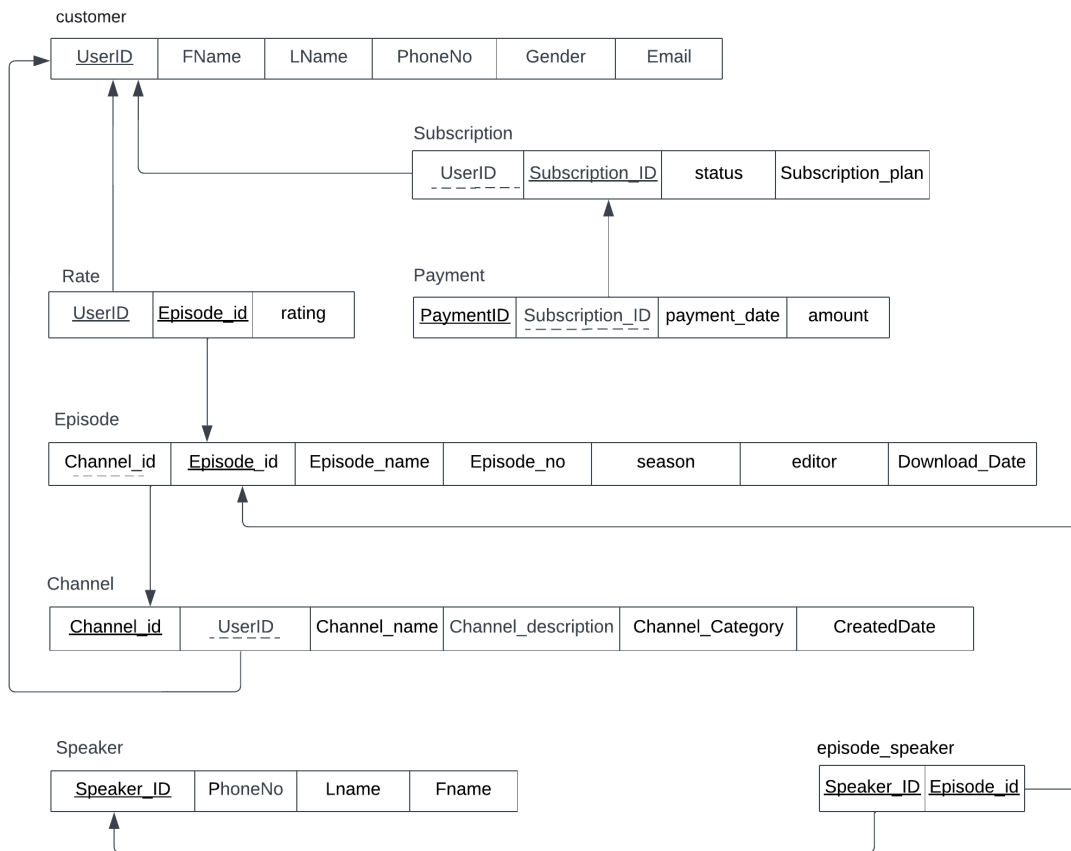 customer
UserID FName LName PhoneNo Gender Email
Subscription
UserID Subscription_ID status Subscription_plan
Rate
UserID Episode_id rating
Payment
PaymentID Subscription_ID payment_date amount
Episode
Channel_id Episode_id Episode_name Episode_no season editor Download_Date
Channel
Channel_id UserID Channel_name Channel_description Channel_Category CreatedDate
Speaker
Speaker_ID PhoneNo Lname Fname
episode_speaker
Speaker_ID Episode_id